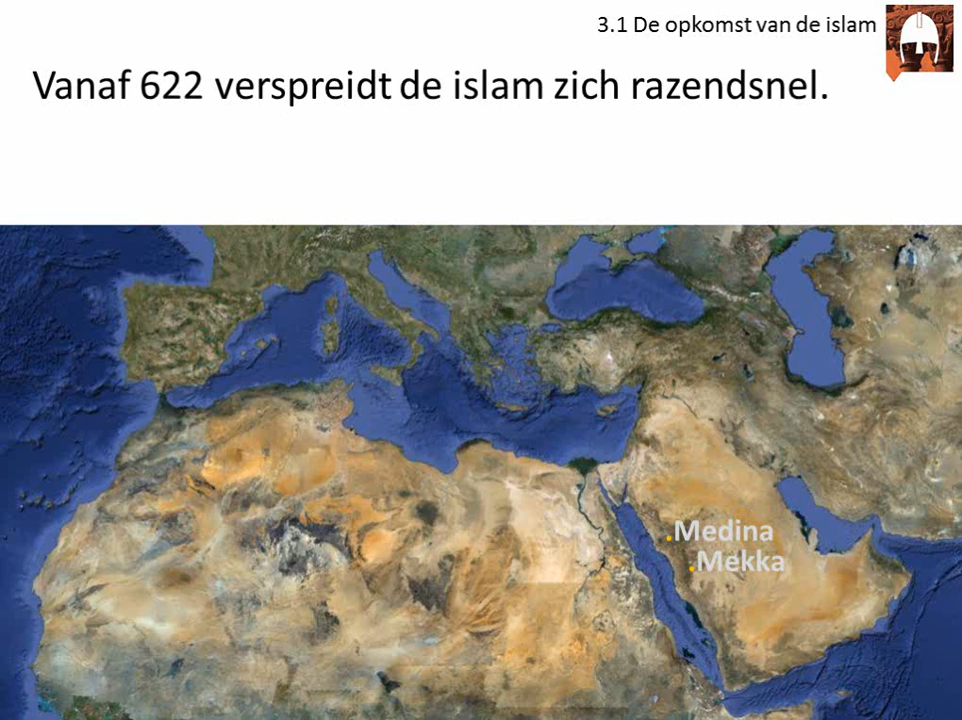 3.1 De opkomst van de islam
Vanaf 622 verspreidt de islam zich razendsnel.
.Medina
.Mekka